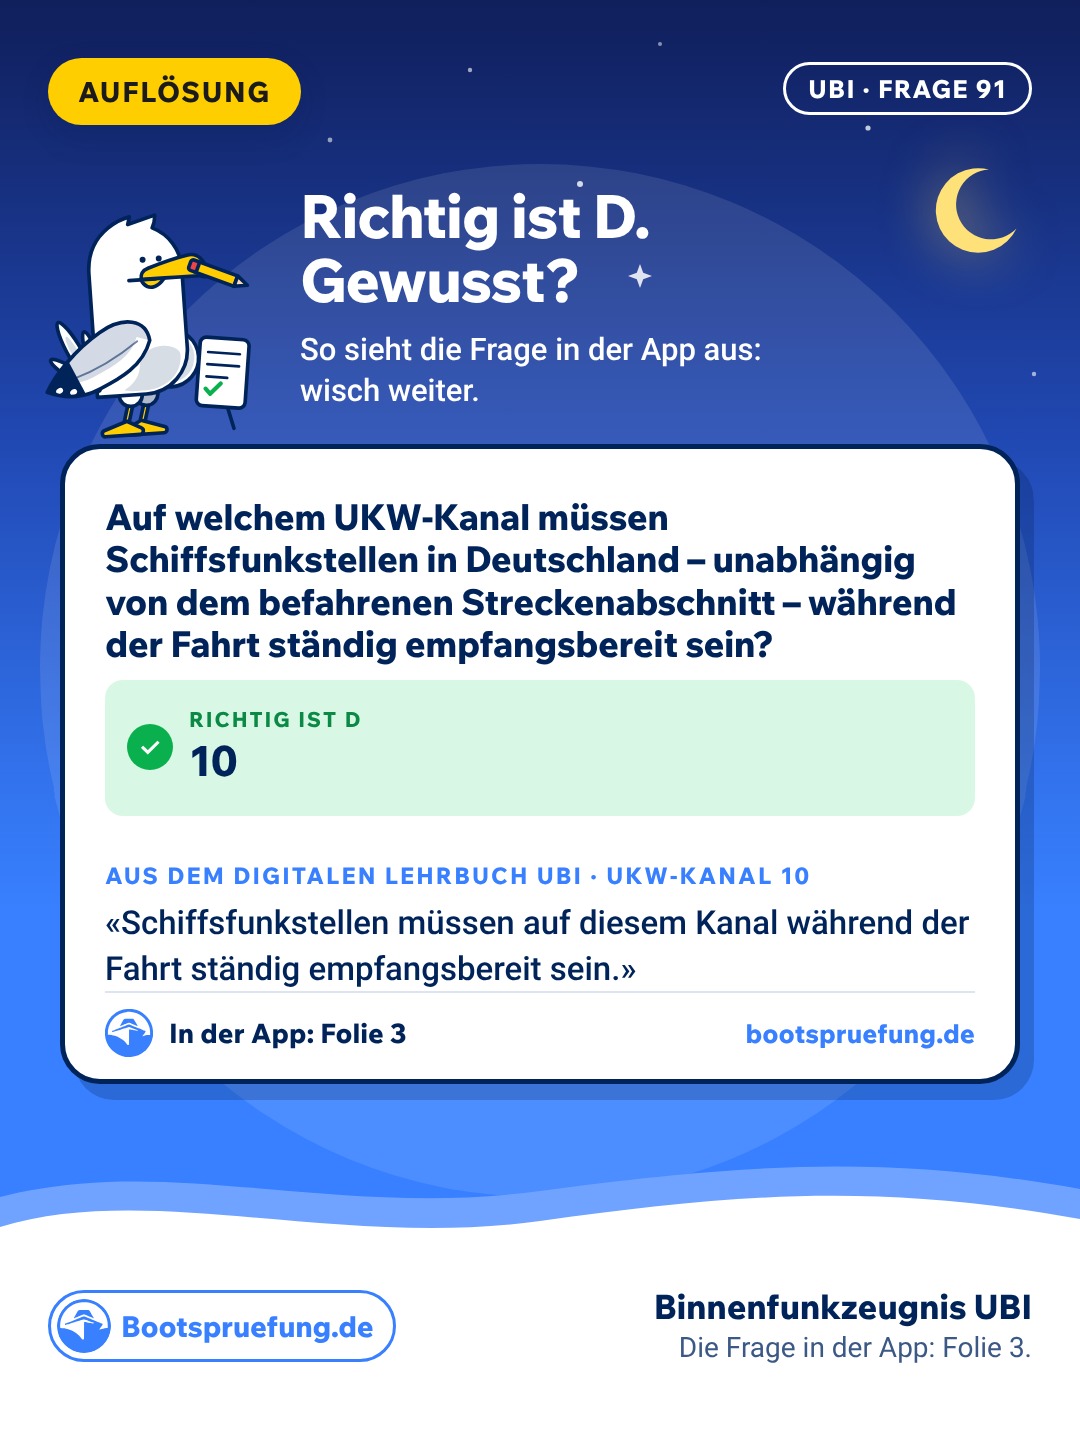 AUFLÖSUNG
UBI · FRAGE 91
Richtig ist D.
Gewusst?
So sieht die Frage in der App aus:
wisch weiter.
Auf welchem UKW-Kanal müssen
Schiffsfunkstellen in Deutschland – unabhängig
von dem befahrenen Streckenabschnitt – während
der Fahrt ständig empfangsbereit sein?
RICHTIG IST D
10
AUS DEM DIGITALEN LEHRBUCH UBI · UKW-KANAL 10
«Schiffsfunkstellen müssen auf diesem Kanal während der
Fahrt ständig empfangsbereit sein.»
In der App: Folie 3
bootspruefung.de
Bootspruefung.de
Binnenfunkzeugnis UBI
Die Frage in der App: Folie 3.